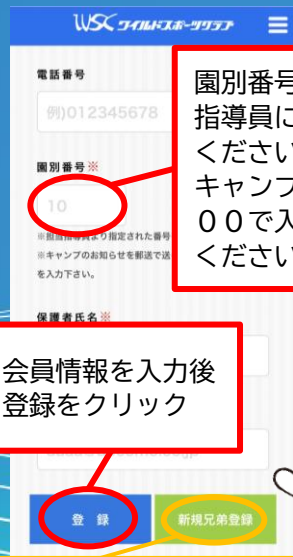 WSC ワイルドスポーツクラブ
電話番号
例)012345678
園別番号
指導員に
ください
キャンプ
００で入
ください
園別番号※
10
※担当指導員より指定された番号
※キャンプのお知らせを郵送で送
を入力下さい。
保護者氏名※
会員情報を入力後
登録をクリック
登 録
新規兄弟登録